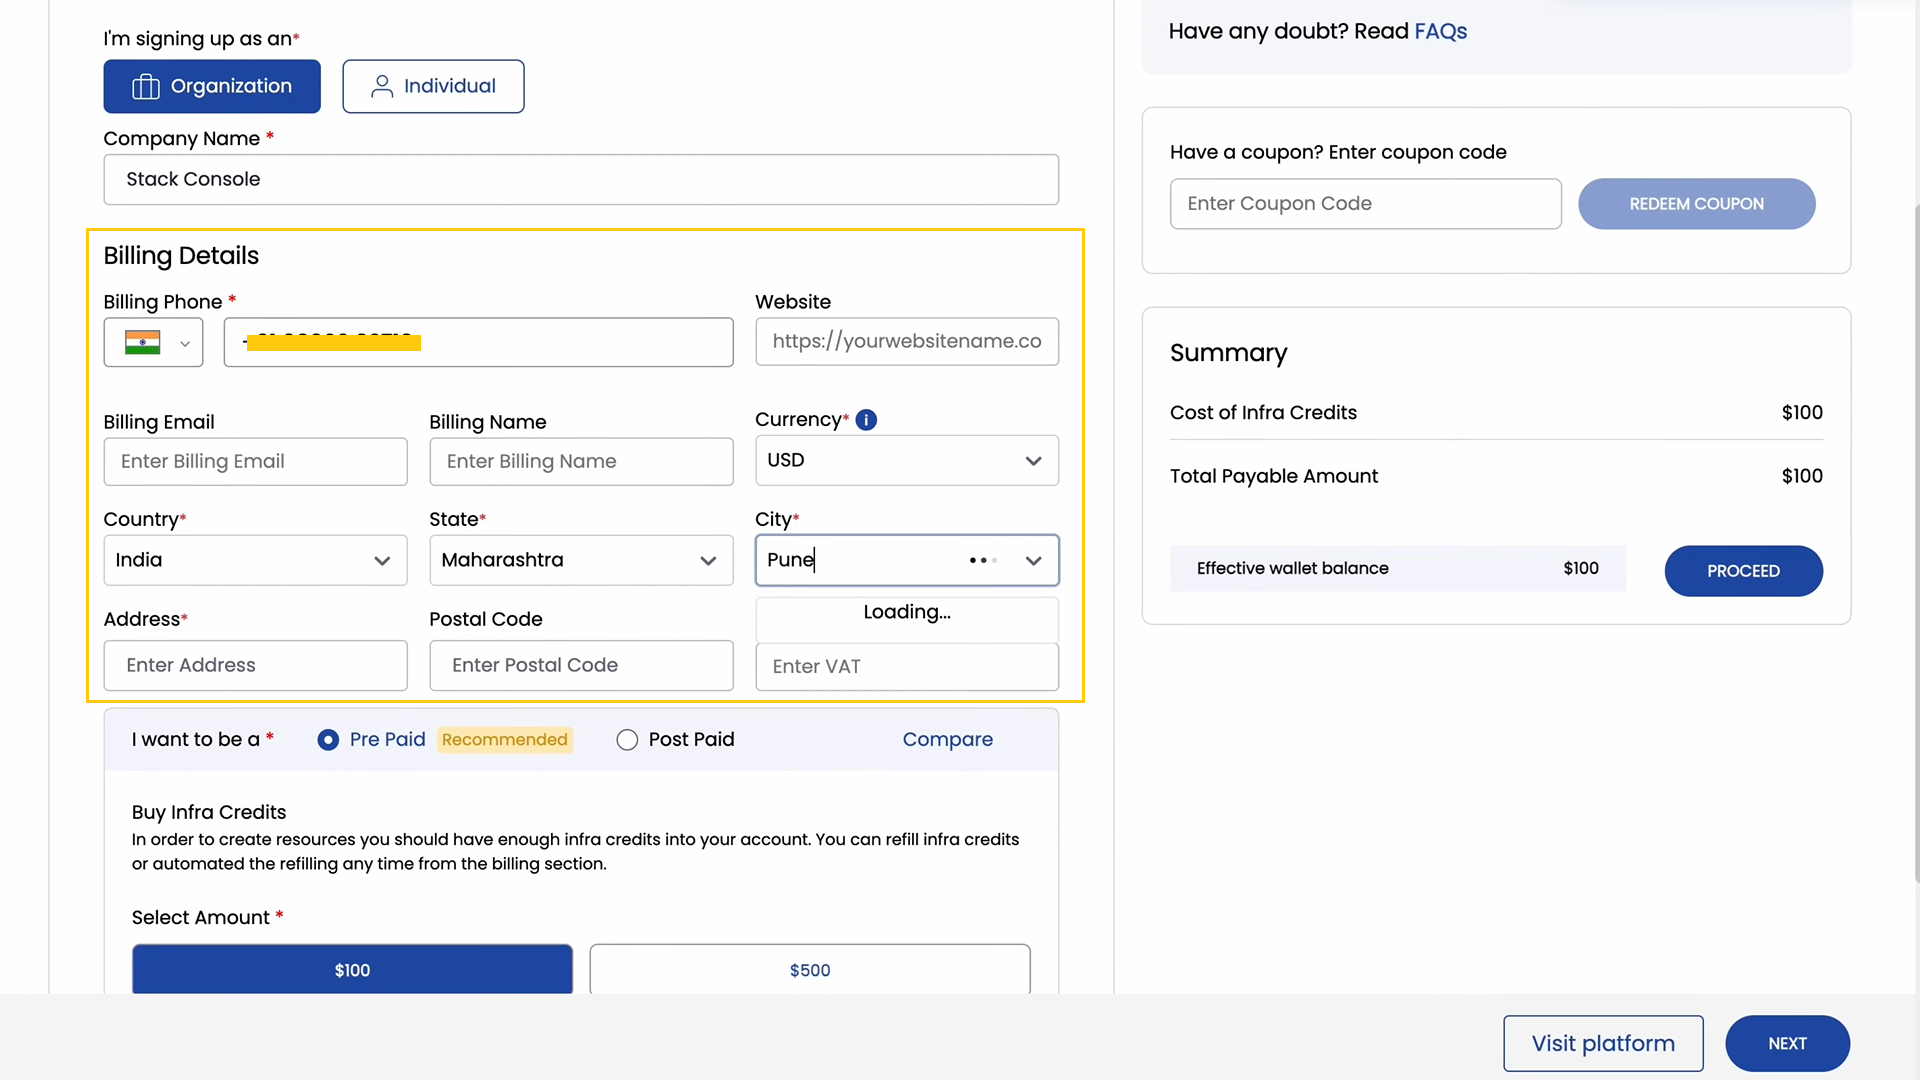 I'm signing up as an*
Organization
Individual
Company Name *
Stack Console
Billing Details
Billing Phone *
Website
https://yourwebsitename.co
Billing Email
Billing Name
Currency*
Enter Billing Email
Enter Billing Name
USD
Country*
State*
City*
India
Maharashtra
Pune
Loading...
Address*
Postal Code
Enter Address
Enter Postal Code
Enter VAT
I want to be a *
Pre Paid
Recommended
Post Paid
Compare
Buy Infra Credits
In order to create resources you should have enough infra credits into your account. You can refill infra credits
or automated the refilling any time from the billing section.
Select Amount *
$100
$500
Have any doubt? Read FAQs
Have a coupon? Enter coupon code
Enter Coupon Code
REDEEM COUPON
Summary
Cost of Infra Credits $100
Total Payable Amount $100
Effective wallet balance $100
PROCEED
Visit platform
NEXT